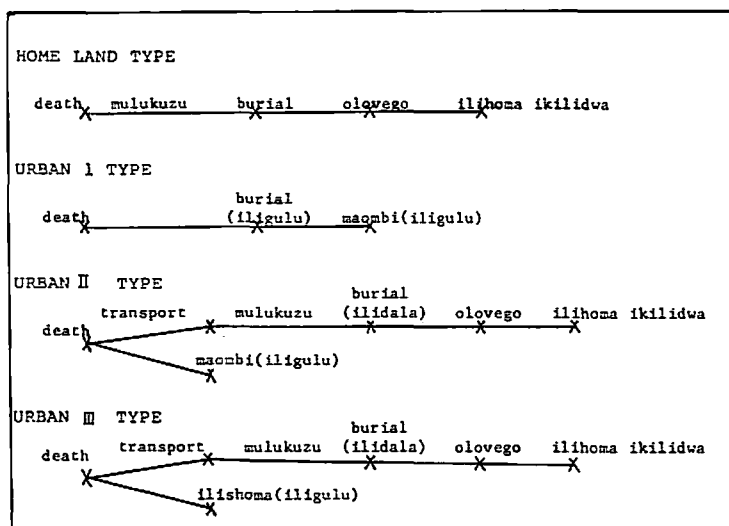 HOME LAND TYPE
death mulukuzu burial olovego ilihoma ikilidwa
URBAN 1 TYPE
burial
death (iligulu) maombi(iligulu)
URBAN II TYPE
burial
transport mulukuzu (ilidala) olovego ilihoma ikilidwa
death
maombi(iligulu)
URBAN III TYPE
burial
transport mulukuzu (ilidala) olovego ilihoma ikilidwa
death
ilishoma(iligulu)